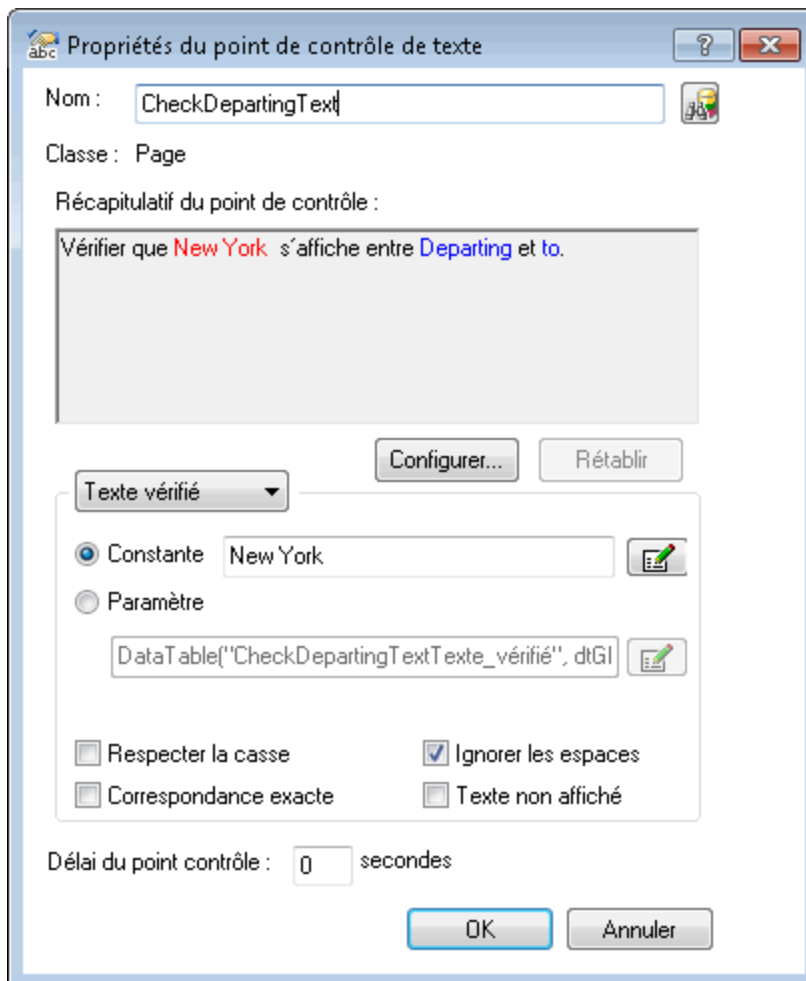 abc Propriétés du point de contrôle de texte ?
Nom : CheckDepartingText
Classe : Page
Récapitulatif du point de contrôle :
Vérifier que New York s´affiche entre Departing et to.
Configurer... Rétablir
Texte vérifié
Constante New York
Paramètre
DataTable("CheckDepartingTextTexte_vérifié", dtGl
Respecter la casse Ignorer les espaces
Correspondance exacte Texte non affiché
Délai du point contrôle : 0 secondes
OK Annuler